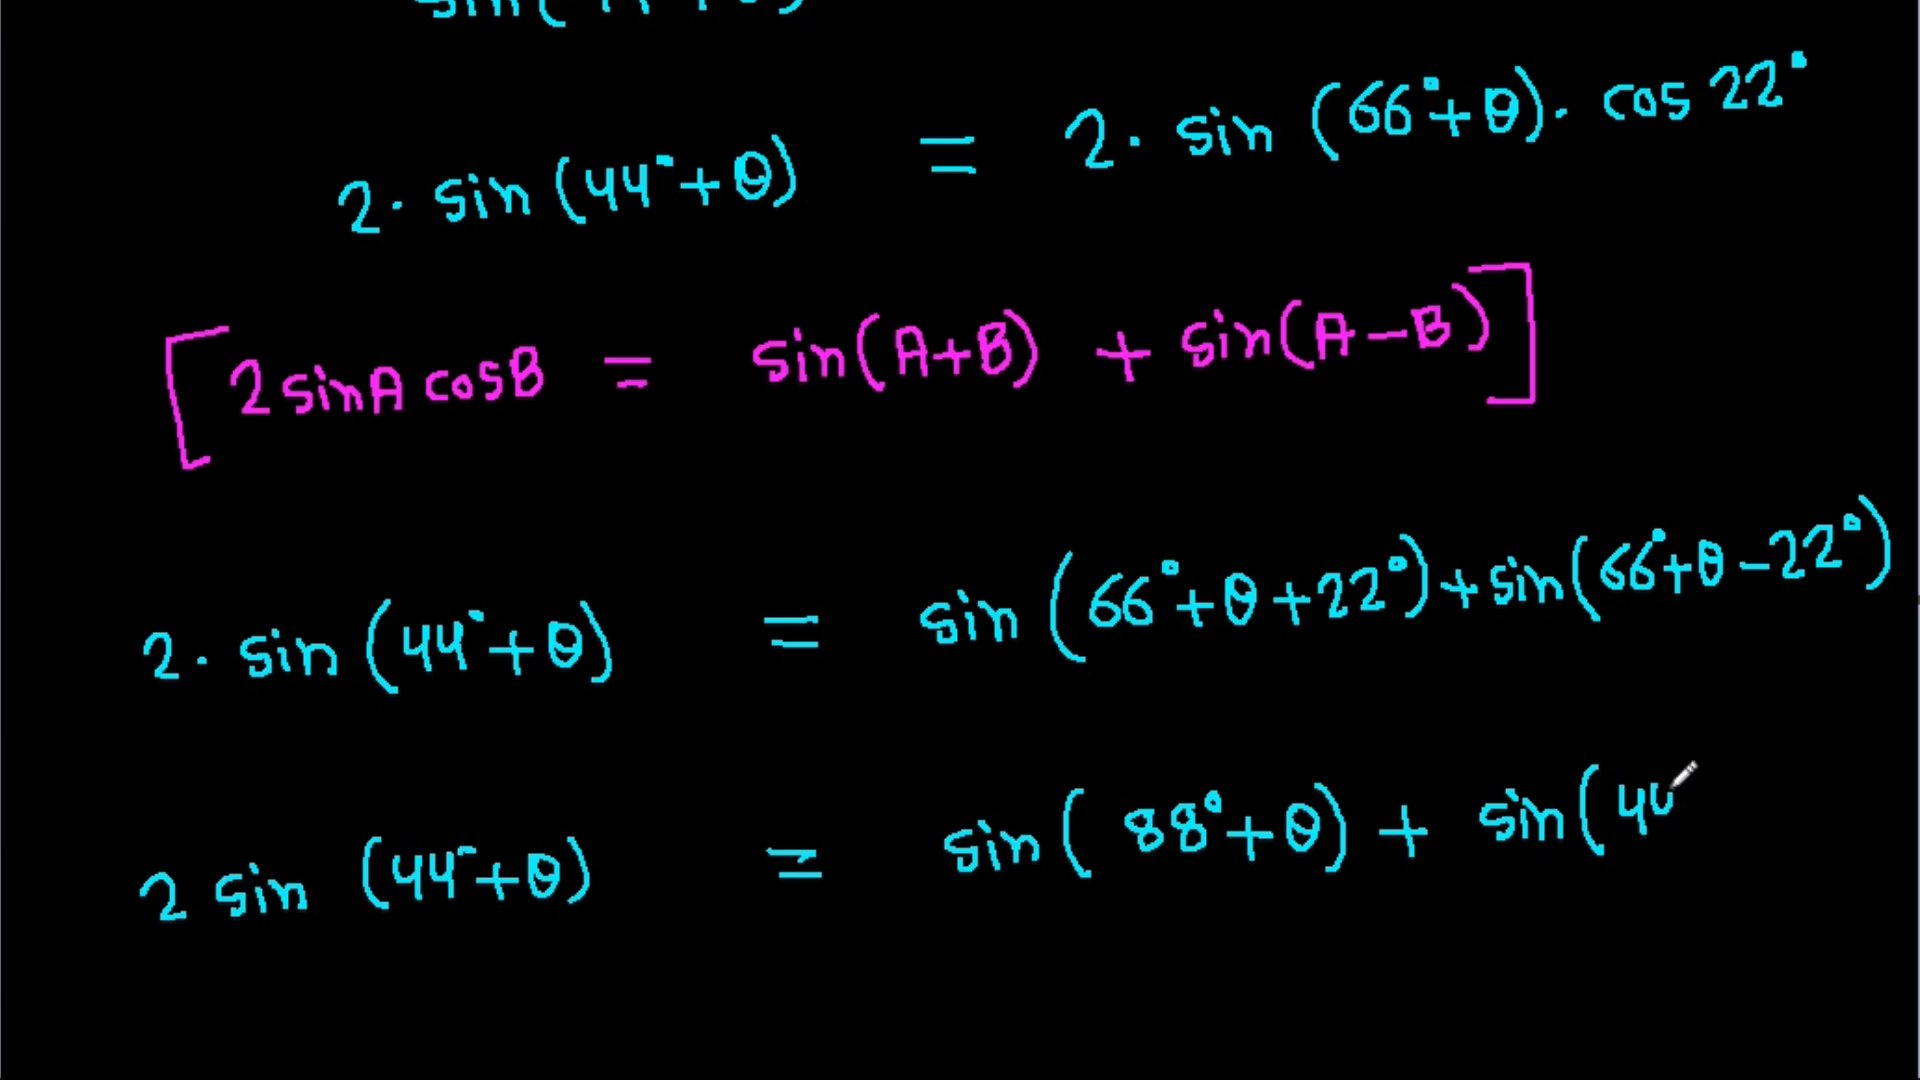 2. sin (44°+θ) = 2. sin (66°+θ). cos 22°
[2 sinA cosB = sin(A+B) + sin(A-B)]
2. sin (44°+θ) = sin (66°+θ+22°)+sin(66°+θ-22°)
2 sin (44°+θ) = sin( 88°+θ) + sin( 44